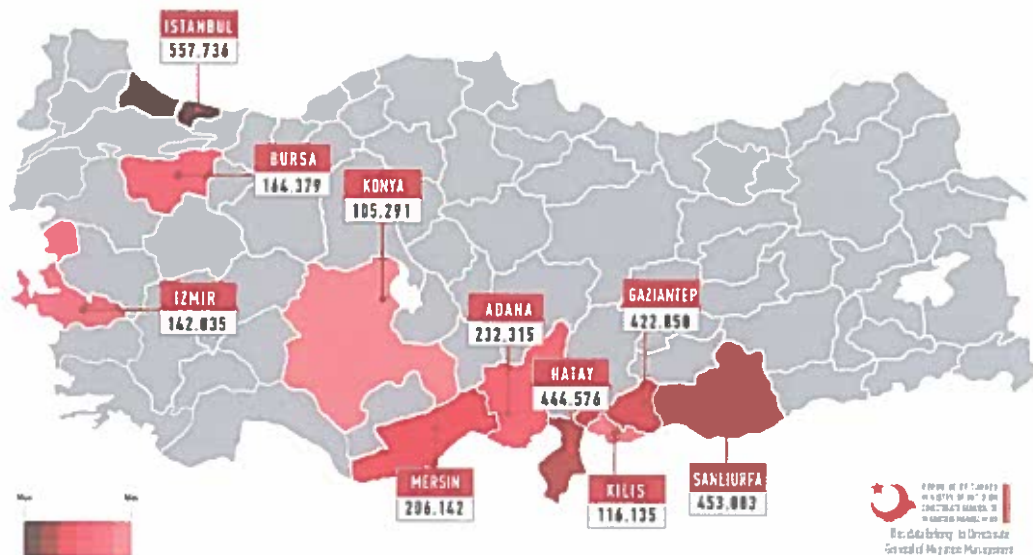 ISTANBUL
557.736
BURSA
164.379
KONYA
105.291
IZMIR
142.035
ADANA
232.315
GAZIANTEP
422.850
HATAY
444.576
MERSIN
206.142
KILIS
116.135
SANLIURFA
453.003